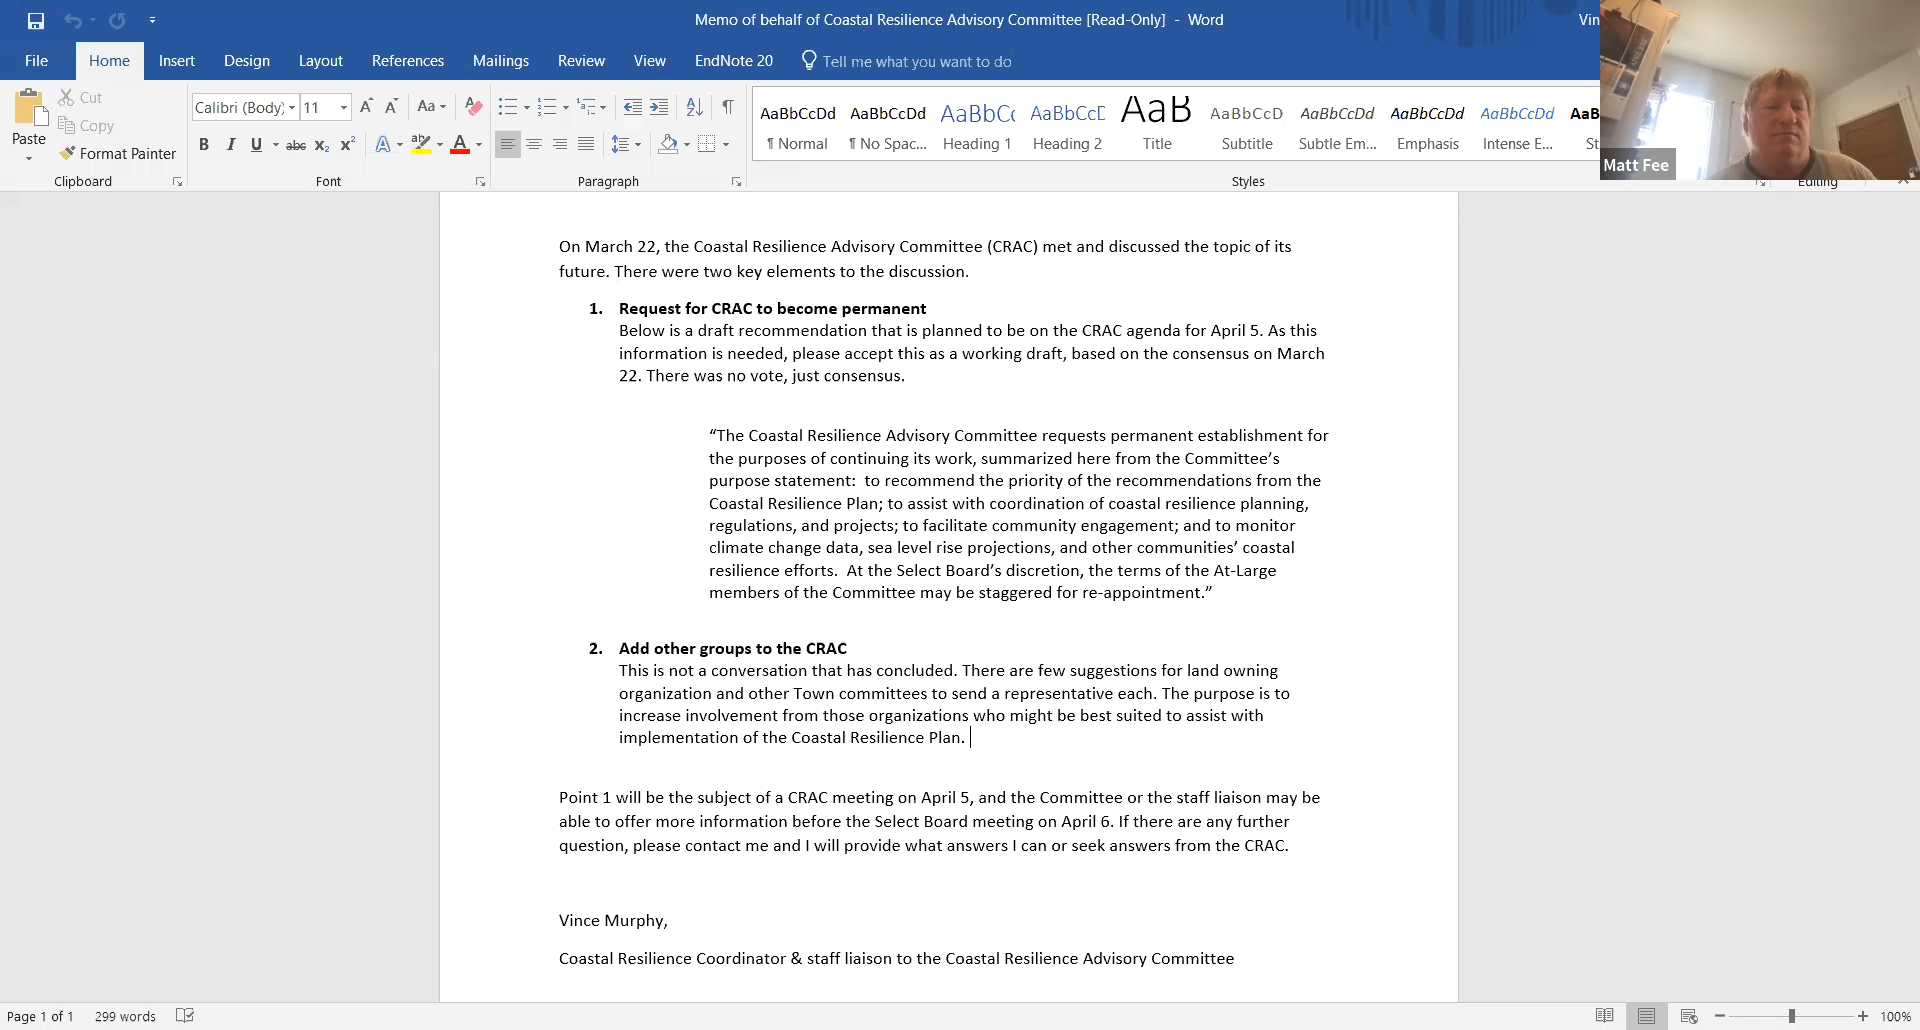 Memo of behalf of Coastal Resilience Advisory Committee [Read-Only] - Word
Vin
File Home Insert Design Layout References Mailings Review View EndNote 20 Tell me what you want to do
Paste
Cut
Copy
Format Painter
Clipboard
Calibri (Body) 11
Font
Paragraph
AaBbCcDd ¶ Normal
AaBbCcDd ¶ No Spac...
AaBbCc Heading 1
AaBbCcD Heading 2
AaB Title
AaBbCcD Subtitle
AaBbCcDd Subtle Em...
AaBbCcDd Emphasis
AaBbCcDd Intense E...
AaB St
Styles
Editing
Matt Fee
On March 22, the Coastal Resilience Advisory Committee (CRAC) met and discussed the topic of its
future. There were two key elements to the discussion.
1. Request for CRAC to become permanent
Below is a draft recommendation that is planned to be on the CRAC agenda for April 5. As this
information is needed, please accept this as a working draft, based on the consensus on March
22. There was no vote, just consensus.
“The Coastal Resilience Advisory Committee requests permanent establishment for
the purposes of continuing its work, summarized here from the Committee’s
purpose statement: to recommend the priority of the recommendations from the
Coastal Resilience Plan; to assist with coordination of coastal resilience planning,
regulations, and projects; to facilitate community engagement; and to monitor
climate change data, sea level rise projections, and other communities’ coastal
resilience efforts. At the Select Board’s discretion, the terms of the At-Large
members of the Committee may be staggered for re-appointment.”
2. Add other groups to the CRAC
This is not a conversation that has concluded. There are few suggestions for land owning
organization and other Town committees to send a representative each. The purpose is to
increase involvement from those organizations who might be best suited to assist with
implementation of the Coastal Resilience Plan.
Point 1 will be the subject of a CRAC meeting on April 5, and the Committee or the staff liaison may be
able to offer more information before the Select Board meeting on April 6. If there are any further
question, please contact me and I will provide what answers I can or seek answers from the CRAC.
Vince Murphy,
Coastal Resilience Coordinator & staff liaison to the Coastal Resilience Advisory Committee
Page 1 of 1 299 words 100%